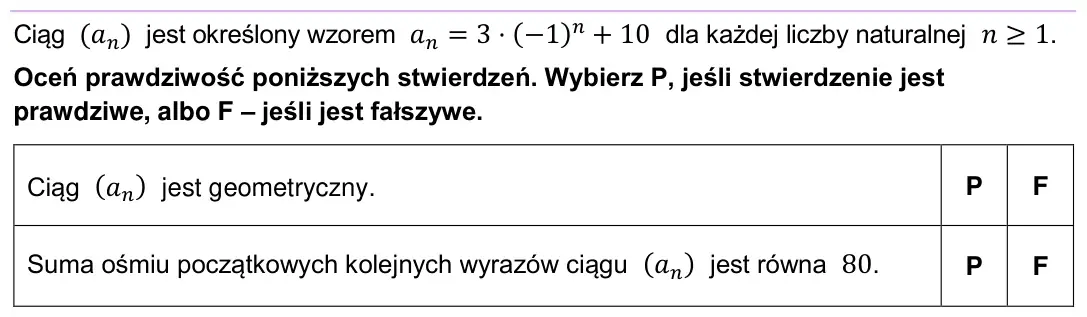 Ciąg (aₙ) jest określony wzorem aₙ = 3 · (−1)ⁿ + 10 dla każdej liczby naturalnej n ≥ 1.
Oceń prawdziwość poniższych stwierdzeń. Wybierz P, jeśli stwierdzenie jest
prawdziwe, albo F – jeśli jest fałszywe.
Ciąg (aₙ) jest geometryczny. P F
Suma ośmiu początkowych kolejnych wyrazów ciągu (aₙ) jest równa 80. P F